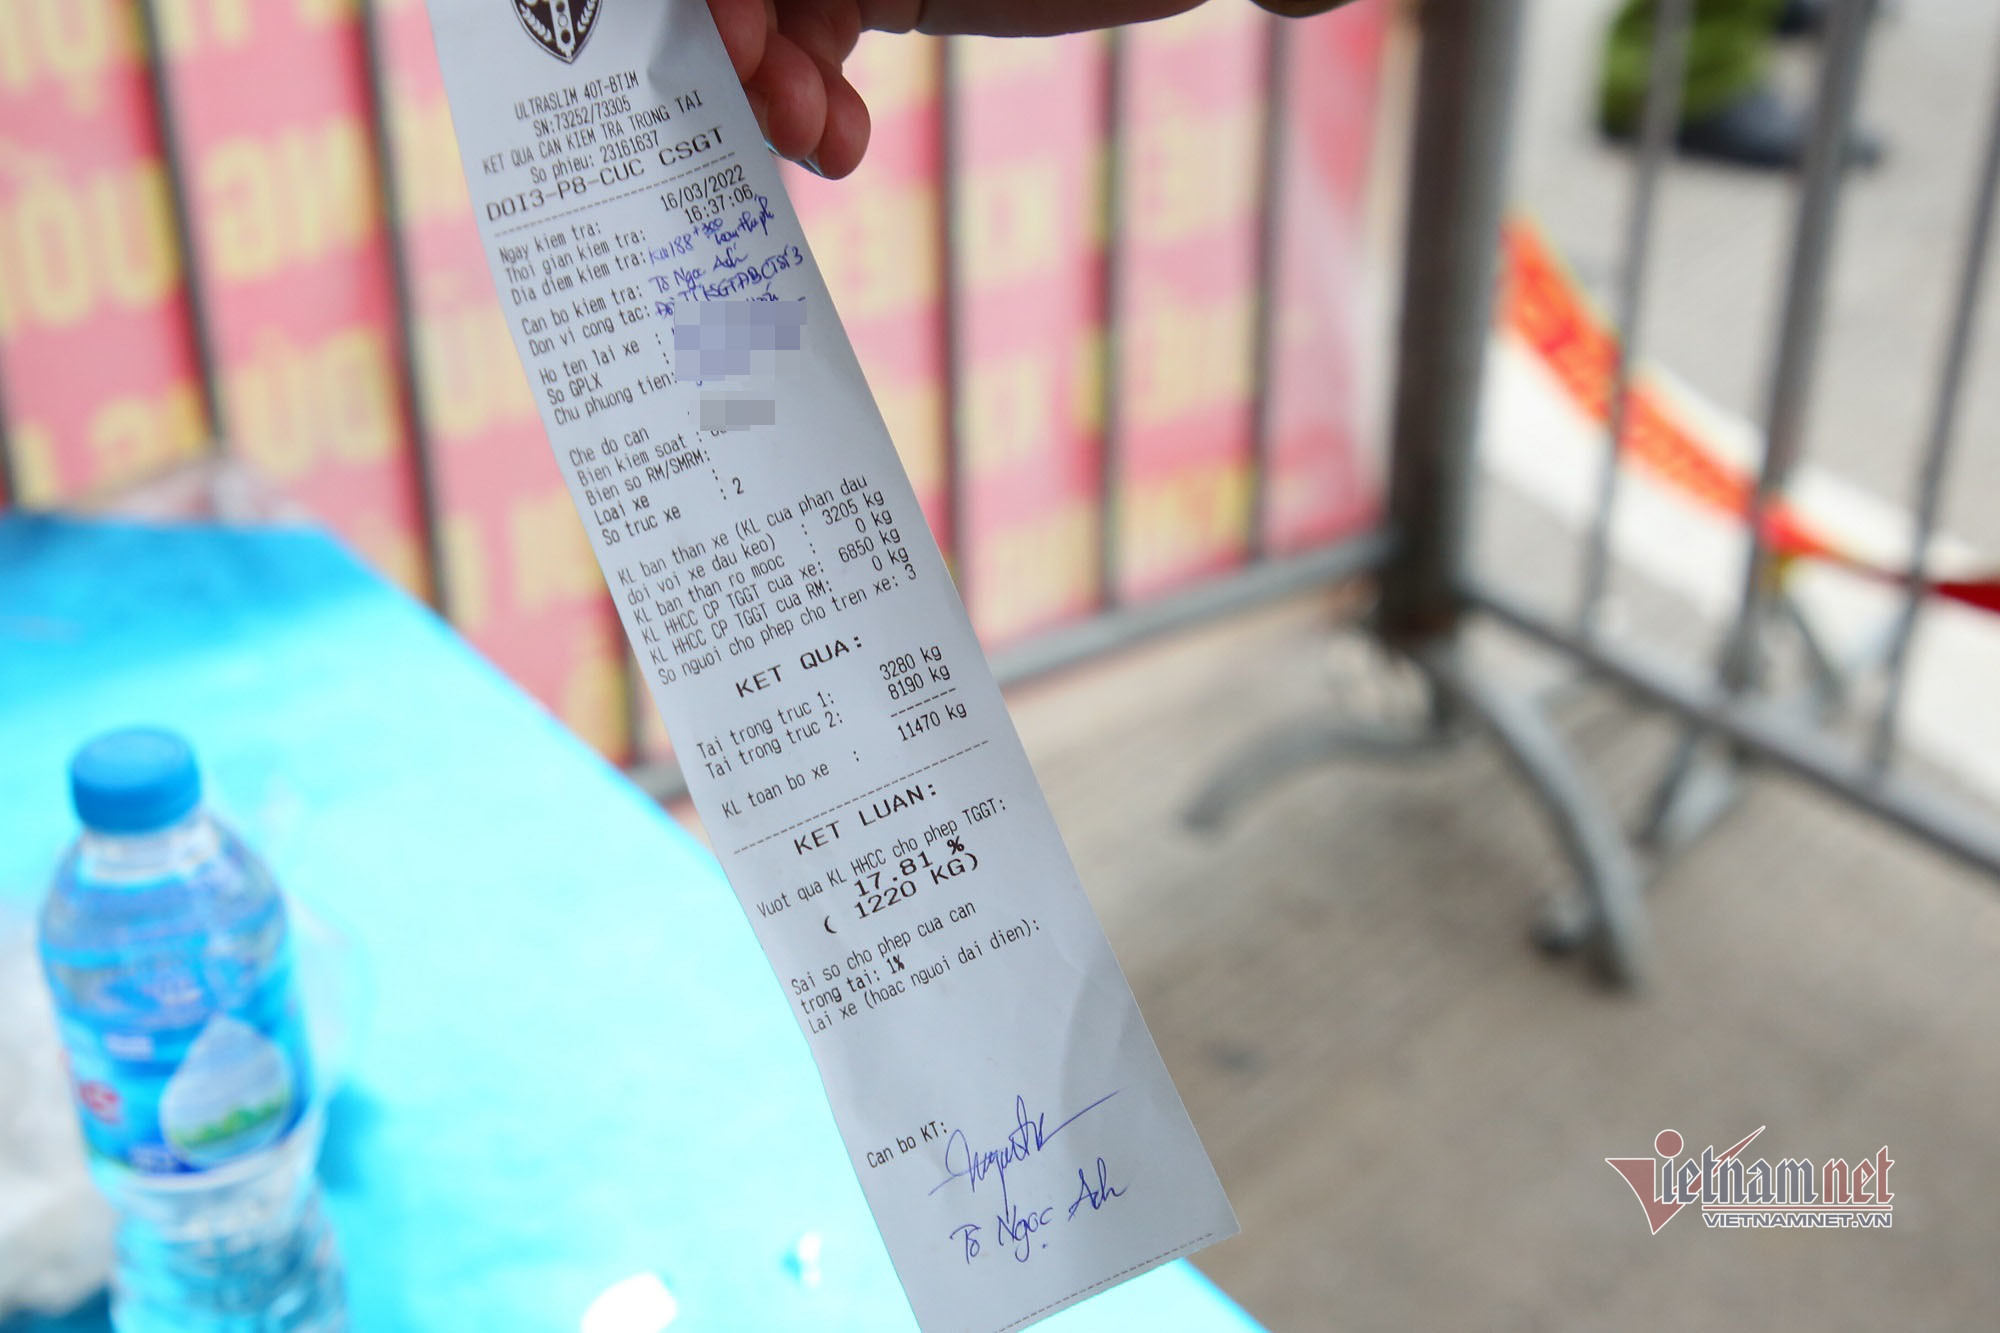 ULTRASLIM 40T-BT1M
SN:73252/73305
KET QUA CAN KIEM TRA TRONG TAI
So phieu: 23161637
DOI3-P8-CUC CSGT
Ngay kiem tra: 16/03/2022
Thoi gian kiem tra: 16:37:06
Dia diem kiem tra: Km188+300
Can bo kiem tra: Tô Ngọc Anh
Don vi cong tac:
Ho ten lai xe :
So GPLX :
Chu phuong tien:
Che do can :
Bien kiem soat :
Bien so RM/SMRM:
Loai xe :
So truc xe : 2
KL ban than xe (KL cua phan dau
doi voi xe dau keo) : 3205 kg
KL ban than ro mooc : 0 kg
KL HHCC CP TGGT cua xe: 6850 kg
KL HHCC CP TGGT cua RM: 0 kg
So nguoi cho phep cho tren xe: 3
KET QUA:
Tai trong truc 1: 3280 kg
Tai trong truc 2: 8190 kg
KL toan bo xe : 11470 kg
KET LUAN:
Vuot qua KL HHCC cho phep TGGT:
17.81 %
( 1220 KG)
Sai so cho phep cua can
trong tai: 1%
Lai xe (hoac nguoi dai dien):
Can bo KT:
Tô Ngọc Anh
Vietnamnet
VIETNAMNET.VN